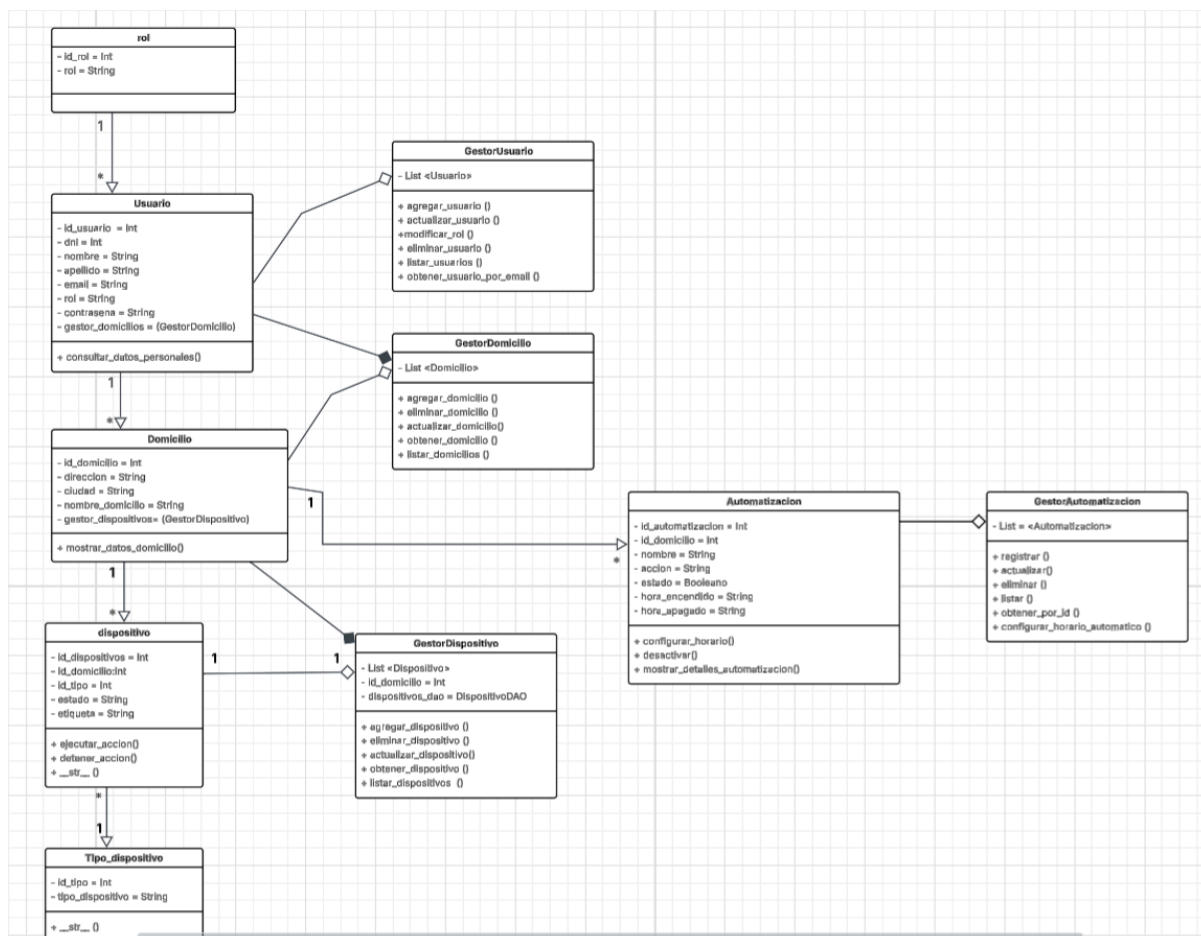 rol
- id_rol = Int
- rol = String
1
*
Usuario
- id_usuario = Int
- dni = Int
- nombre = String
- apellido = String
- email = String
- rol = String
- contrasena = String
- gestor_domicilios = (GestorDomicilio)
+ consultar_datos_personales()
GestorUsuario
- List <Usuario>
+ agregar_usuario ()
+ actualizar_usuario ()
+modificar_rol ()
+ eliminar_usuario ()
+ listar_usuarios ()
+ obtener_usuario_por_email ()
GestorDomicilio
- List <Domicilio>
+ agregar_domicilio ()
+ eliminar_domicilio ()
+ actualizar_domicilio()
+ obtener_domicilio ()
+ listar_domicilios ()
1
*
Domicilio
- id_domicilio = Int
- direccion = String
- ciudad = String
- nombre_domicilio = String
- gestor_dispositivos= (GestorDispositivo)
+ mostrar_datos_domicilio()
1
*
Automatizacion
- id_automatizacion = Int
- id_domicilio = Int
- nombre = String
- accion = String
- estado = Booleano
- hora_encendido = String
- hora_apagado = String
+ configurar_horario()
+ desactivar()
+ mostrar_detalles_automatizacion()
GestorAutomatizacion
- List = <Automatizacion>
+ registrar ()
+ actualizar()
+ eliminar ()
+ listar ()
+ obtener_por_id ()
+ configurar_horario_automatico ()
1
*
dispositivo
- id_dispositivos = Int
- id_domicilio:int
- id_tipo = Int
- estado = String
- etiqueta = String
+ ejecutar_accion()
+ detener_accion()
+ __str__ ()
1
1
GestorDispositivo
- List <Dispositivo>
- id_domicilio = Int
- dispositivos_dao = DispositivoDAO
+ agregar_dispositivo ()
+ eliminar_dispositivo ()
+ actualizar_dispositivo()
+ obtener_dispositivo ()
+ listar_dispositivos ()
*
1
Tipo_dispositivo
- id_tipo = Int
- tipo_dispositivo = String
+ __str__ ()